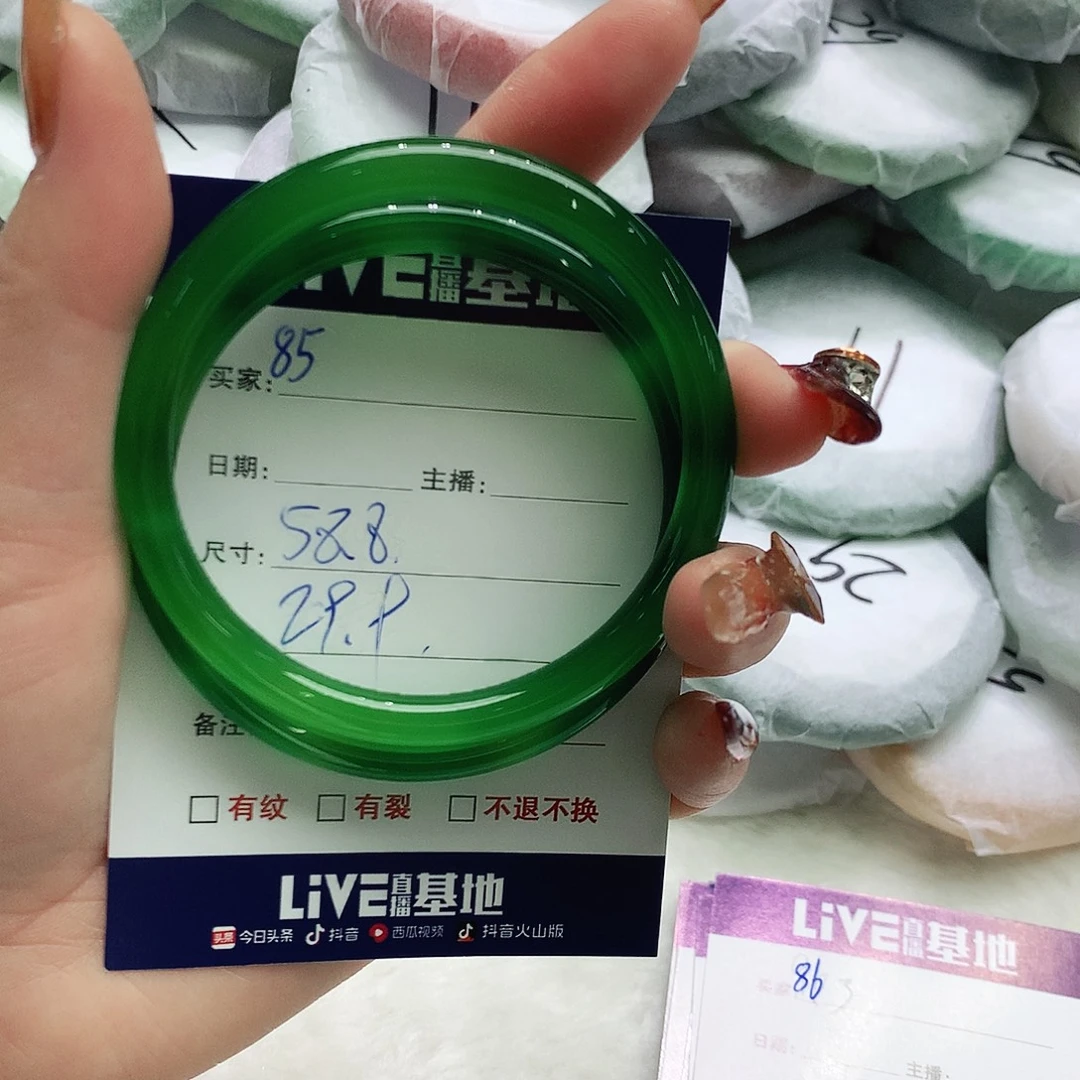 LiVE直播基地
买家: 85
日期: 主播:
尺寸: 588.
备注
有纹 有裂 不退不换
LiVE直播基地
头条 今日头条 抖音 西瓜视频 抖音火山版
29
LiVE直播基地
86
日期:
主播: